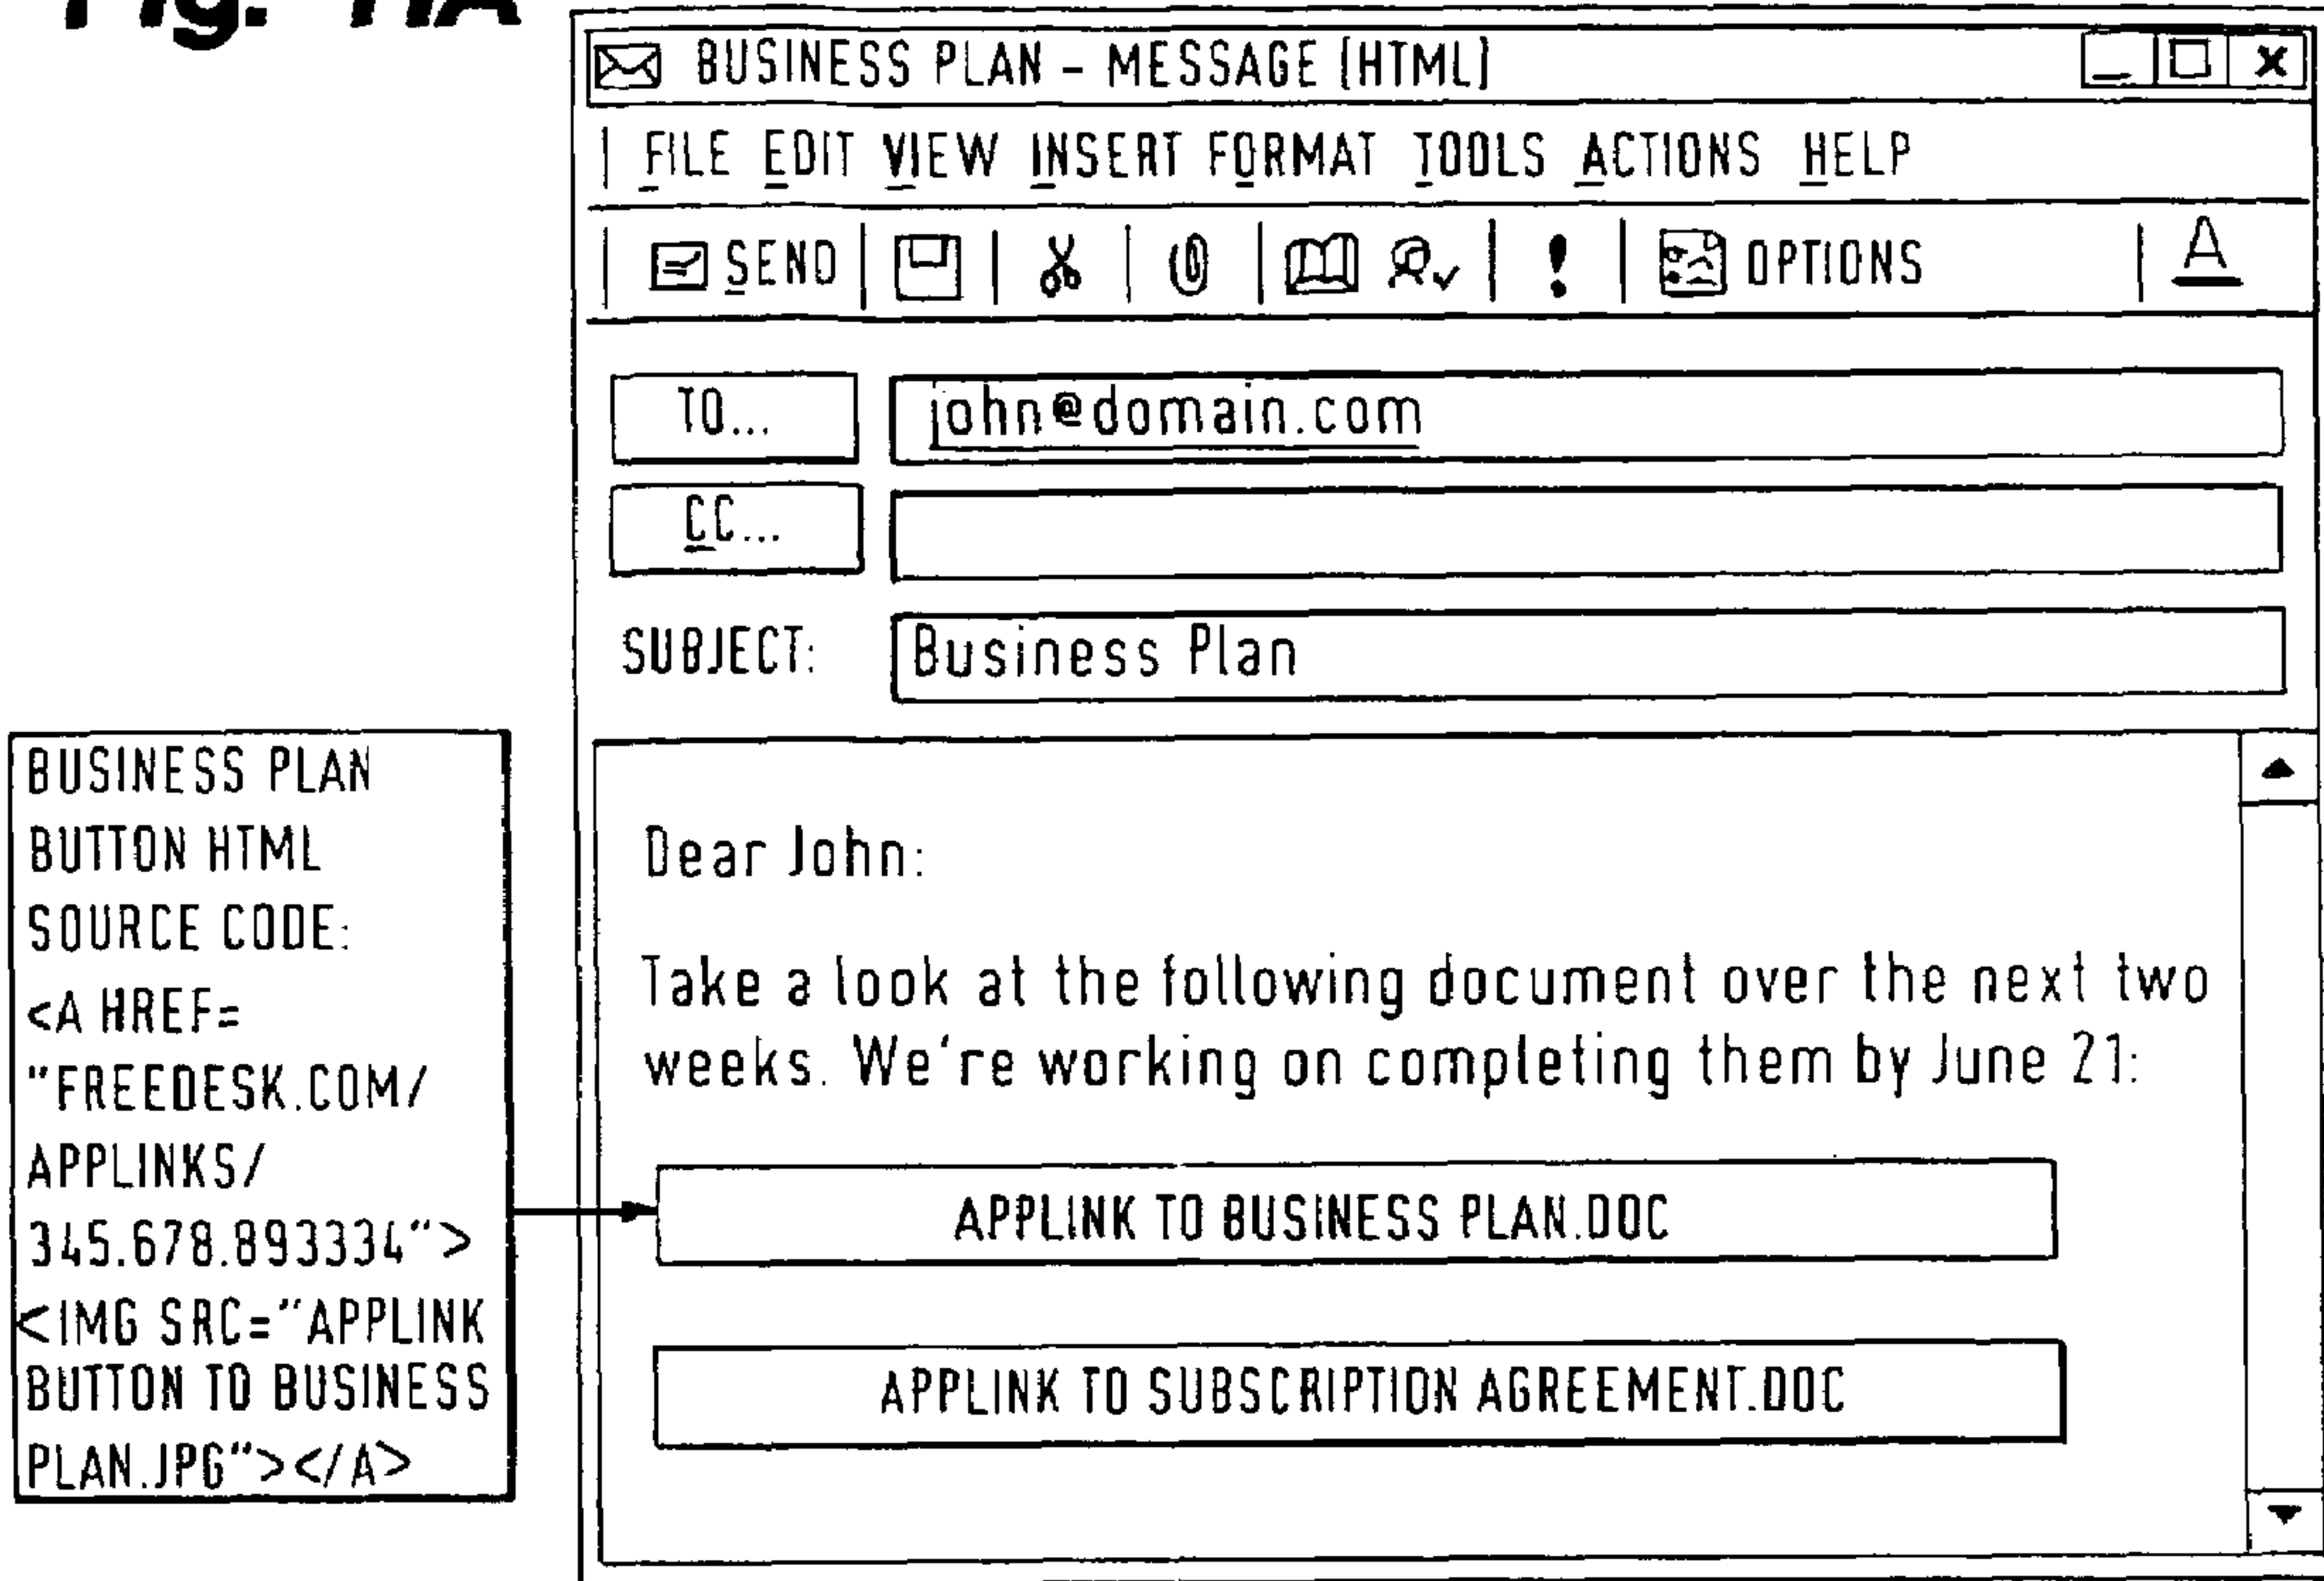 Fig. 11A
BUSINESS PLAN - MESSAGE (HTML)
FILE EDIT VIEW INSERT FORMAT TOOLS ACTIONS HELP
SEND OPTIONS A
TO... john@domain.com
CC...
SUBJECT: Business Plan
BUSINESS PLAN
BUTTON HTML
SOURCE CODE:
<A HREF=
"FREEDESK.COM/
APPLINKS/
345.678.893334">
<IMG SRC="APPLINK
BUTTON TO BUSINESS
PLAN.JPG"></A>
Dear John:
Take a look at the following document over the next two
weeks. We're working on completing them by June 21:
APPLINK TO BUSINESS PLAN.DOC
APPLINK TO SUBSCRIPTION AGREEMENT.DOC